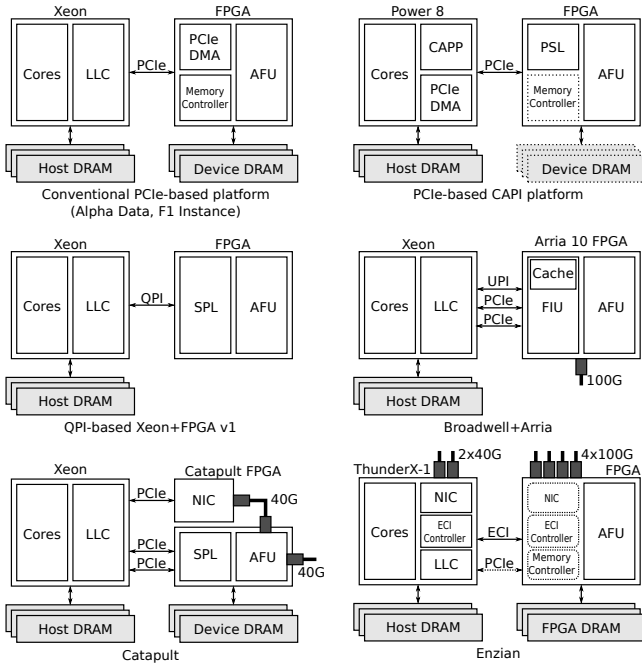 Xeon
FPGA
Cores
LLC
PCIe
PCIe
DMA
Memory
Controller
AFU
Host DRAM
Device DRAM
Conventional PCIe-based platform
(Alpha Data, F1 Instance)
Power 8
FPGA
Cores
CAPP
PCIe
DMA
PCIe
PSL
Memory
Controller
AFU
Host DRAM
Device DRAM
PCIe-based CAPI platform
Xeon
FPGA
Cores
LLC
QPI
SPL
AFU
Host DRAM
QPI-based Xeon+FPGA v1
Xeon
Arria 10 FPGA
Cores
LLC
UPI
PCIe
PCIe
Cache
FIU
AFU
100G
Host DRAM
Broadwell+Arria
Xeon
Catapult FPGA
Cores
LLC
PCIe
NIC
40G
PCIe
PCIe
SPL
AFU
40G
Host DRAM
Device DRAM
Catapult
ThunderX-1
2x40G
4x100G
FPGA
Cores
NIC
ECI
Controller
LLC
ECI
PCIe
NIC
ECI
Controller
Memory
Controller
AFU
Host DRAM
FPGA DRAM
Enzian